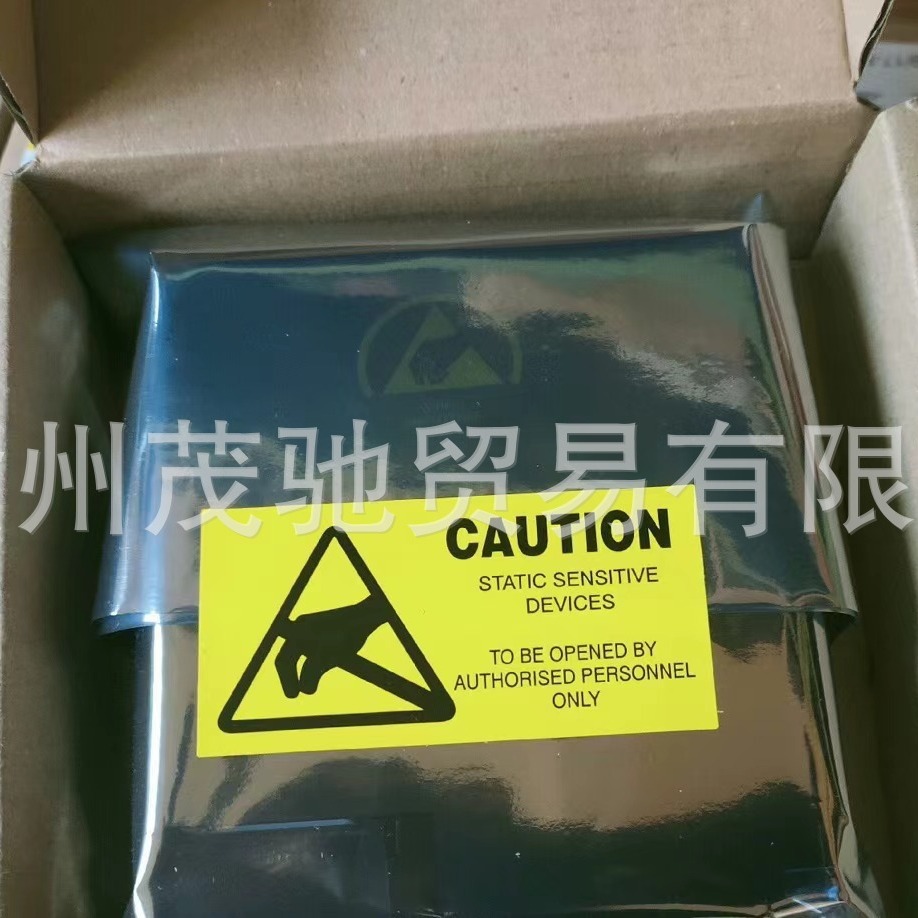 州茂驰贸易有限
CAUTION
STATIC SENSITIVE
DEVICES
TO BE OPENED BY
AUTHORISED PERSONNEL
ONLY